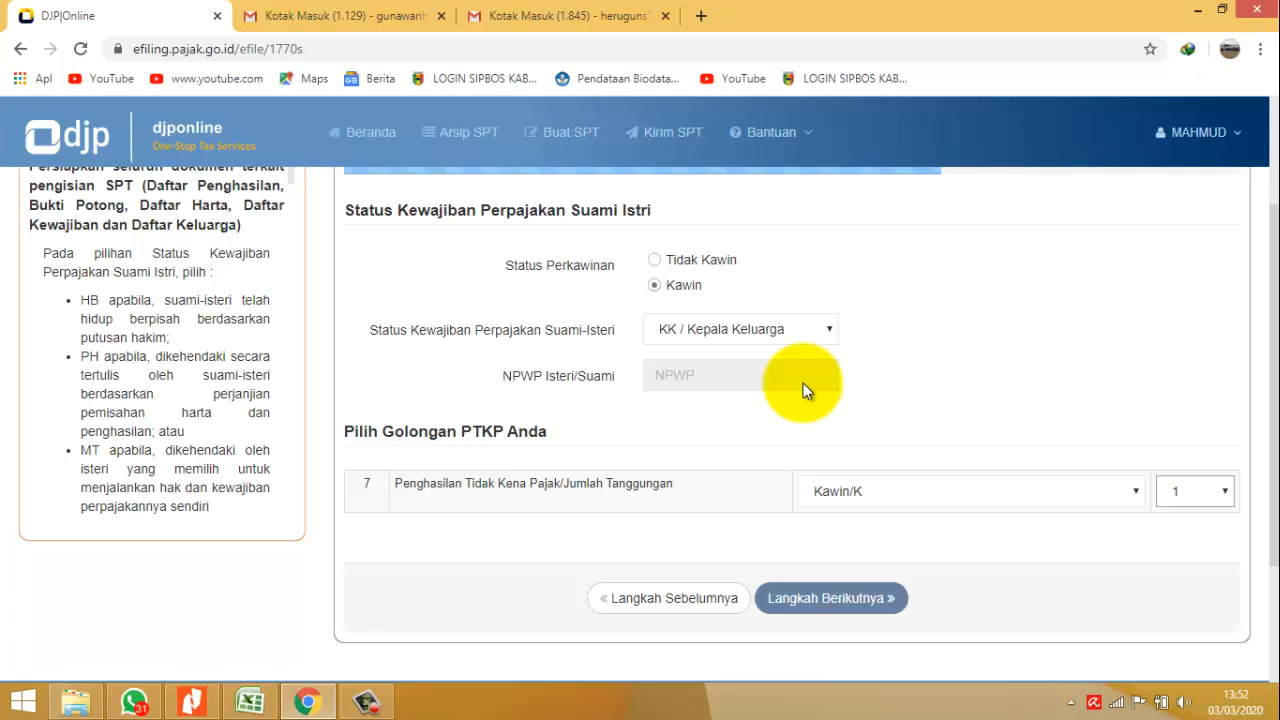 DJP|Online
Kotak Masuk (1.129) - gunawanh
Kotak Masuk (1.845) - heruguns
efiling.pajak.go.id/efile/1770s
Apl
YouTube
www.youtube.com
Maps
Berita
LOGIN SIPBOS KAB...
Pendataan Biodata...
YouTube
LOGIN SIPBOS KAB...
djp
djponline
One-Stop Tax Services
Beranda
Arsip SPT
Buat SPT
Kirim SPT
Bantuan
MAHMUD
Persiapkan seluruh dokumen terkait
pengisian SPT (Daftar Penghasilan,
Bukti Potong, Daftar Harta, Daftar
Kewajiban dan Daftar Keluarga)
Pada pilihan Status Kewajiban
Perpajakan Suami Istri, pilih :
• HB apabila, suami-isteri telah
hidup berpisah berdasarkan
putusan hakim;
• PH apabila, dikehendaki secara
tertulis oleh suami-isteri
berdasarkan perjanjian
pemisahan harta dan
penghasilan; atau
• MT apabila, dikehendaki oleh
isteri yang memilih untuk
menjalankan hak dan kewajiban
perpajakannya sendiri
Status Kewajiban Perpajakan Suami Istri
Status Perkawinan
Tidak Kawin
Kawin
Status Kewajiban Perpajakan Suami-Isteri
KK / Kepala Keluarga
NPWP Isteri/Suami
NPWP
Pilih Golongan PTKP Anda
7 Penghasilan Tidak Kena Pajak/Jumlah Tanggungan Kawin/K 1
« Langkah Sebelumnya
Langkah Berikutnya »
31
13:52
03/03/2020